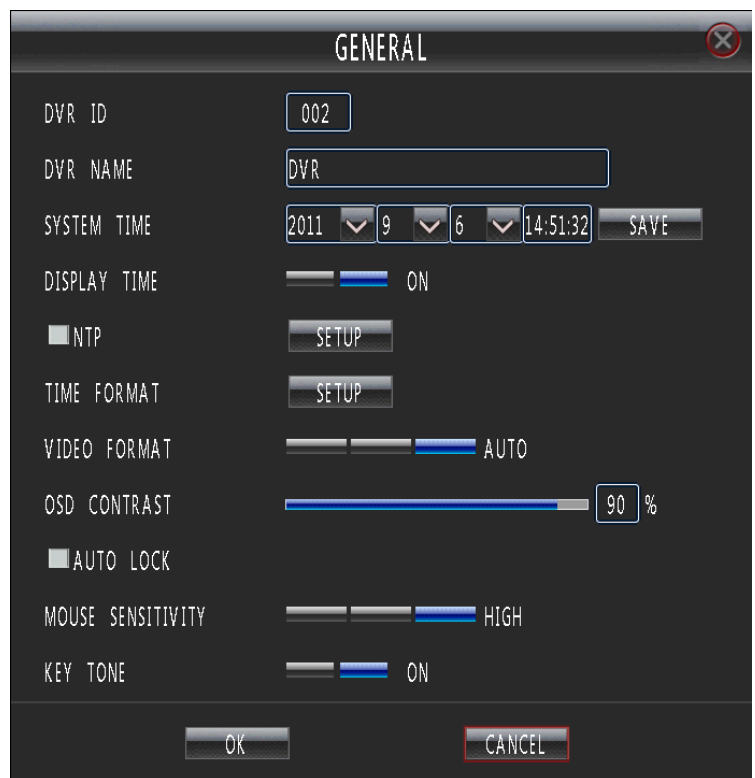 GENERAL
DVR ID 002
DVR NAME DVR
SYSTEM TIME 2011 9 6 14:51:32 SAVE
DISPLAY TIME ON
NTP SETUP
TIME FORMAT SETUP
VIDEO FORMAT AUTO
OSD CONTRAST 90 %
AUTO LOCK
MOUSE SENSITIVITY HIGH
KEY TONE ON
OK CANCEL